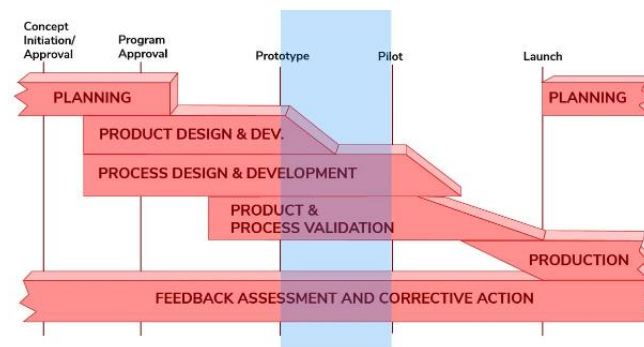 Concept
Initiation/
Approval
Program
Approval
Prototype
Pilot
Launch
PLANNING
PLANNING
PRODUCT DESIGN & DEV.
PROCESS DESIGN & DEVELOPMENT
PRODUCT &
PROCESS VALIDATION
PRODUCTION
FEEDBACK ASSESSMENT AND CORRECTIVE ACTION